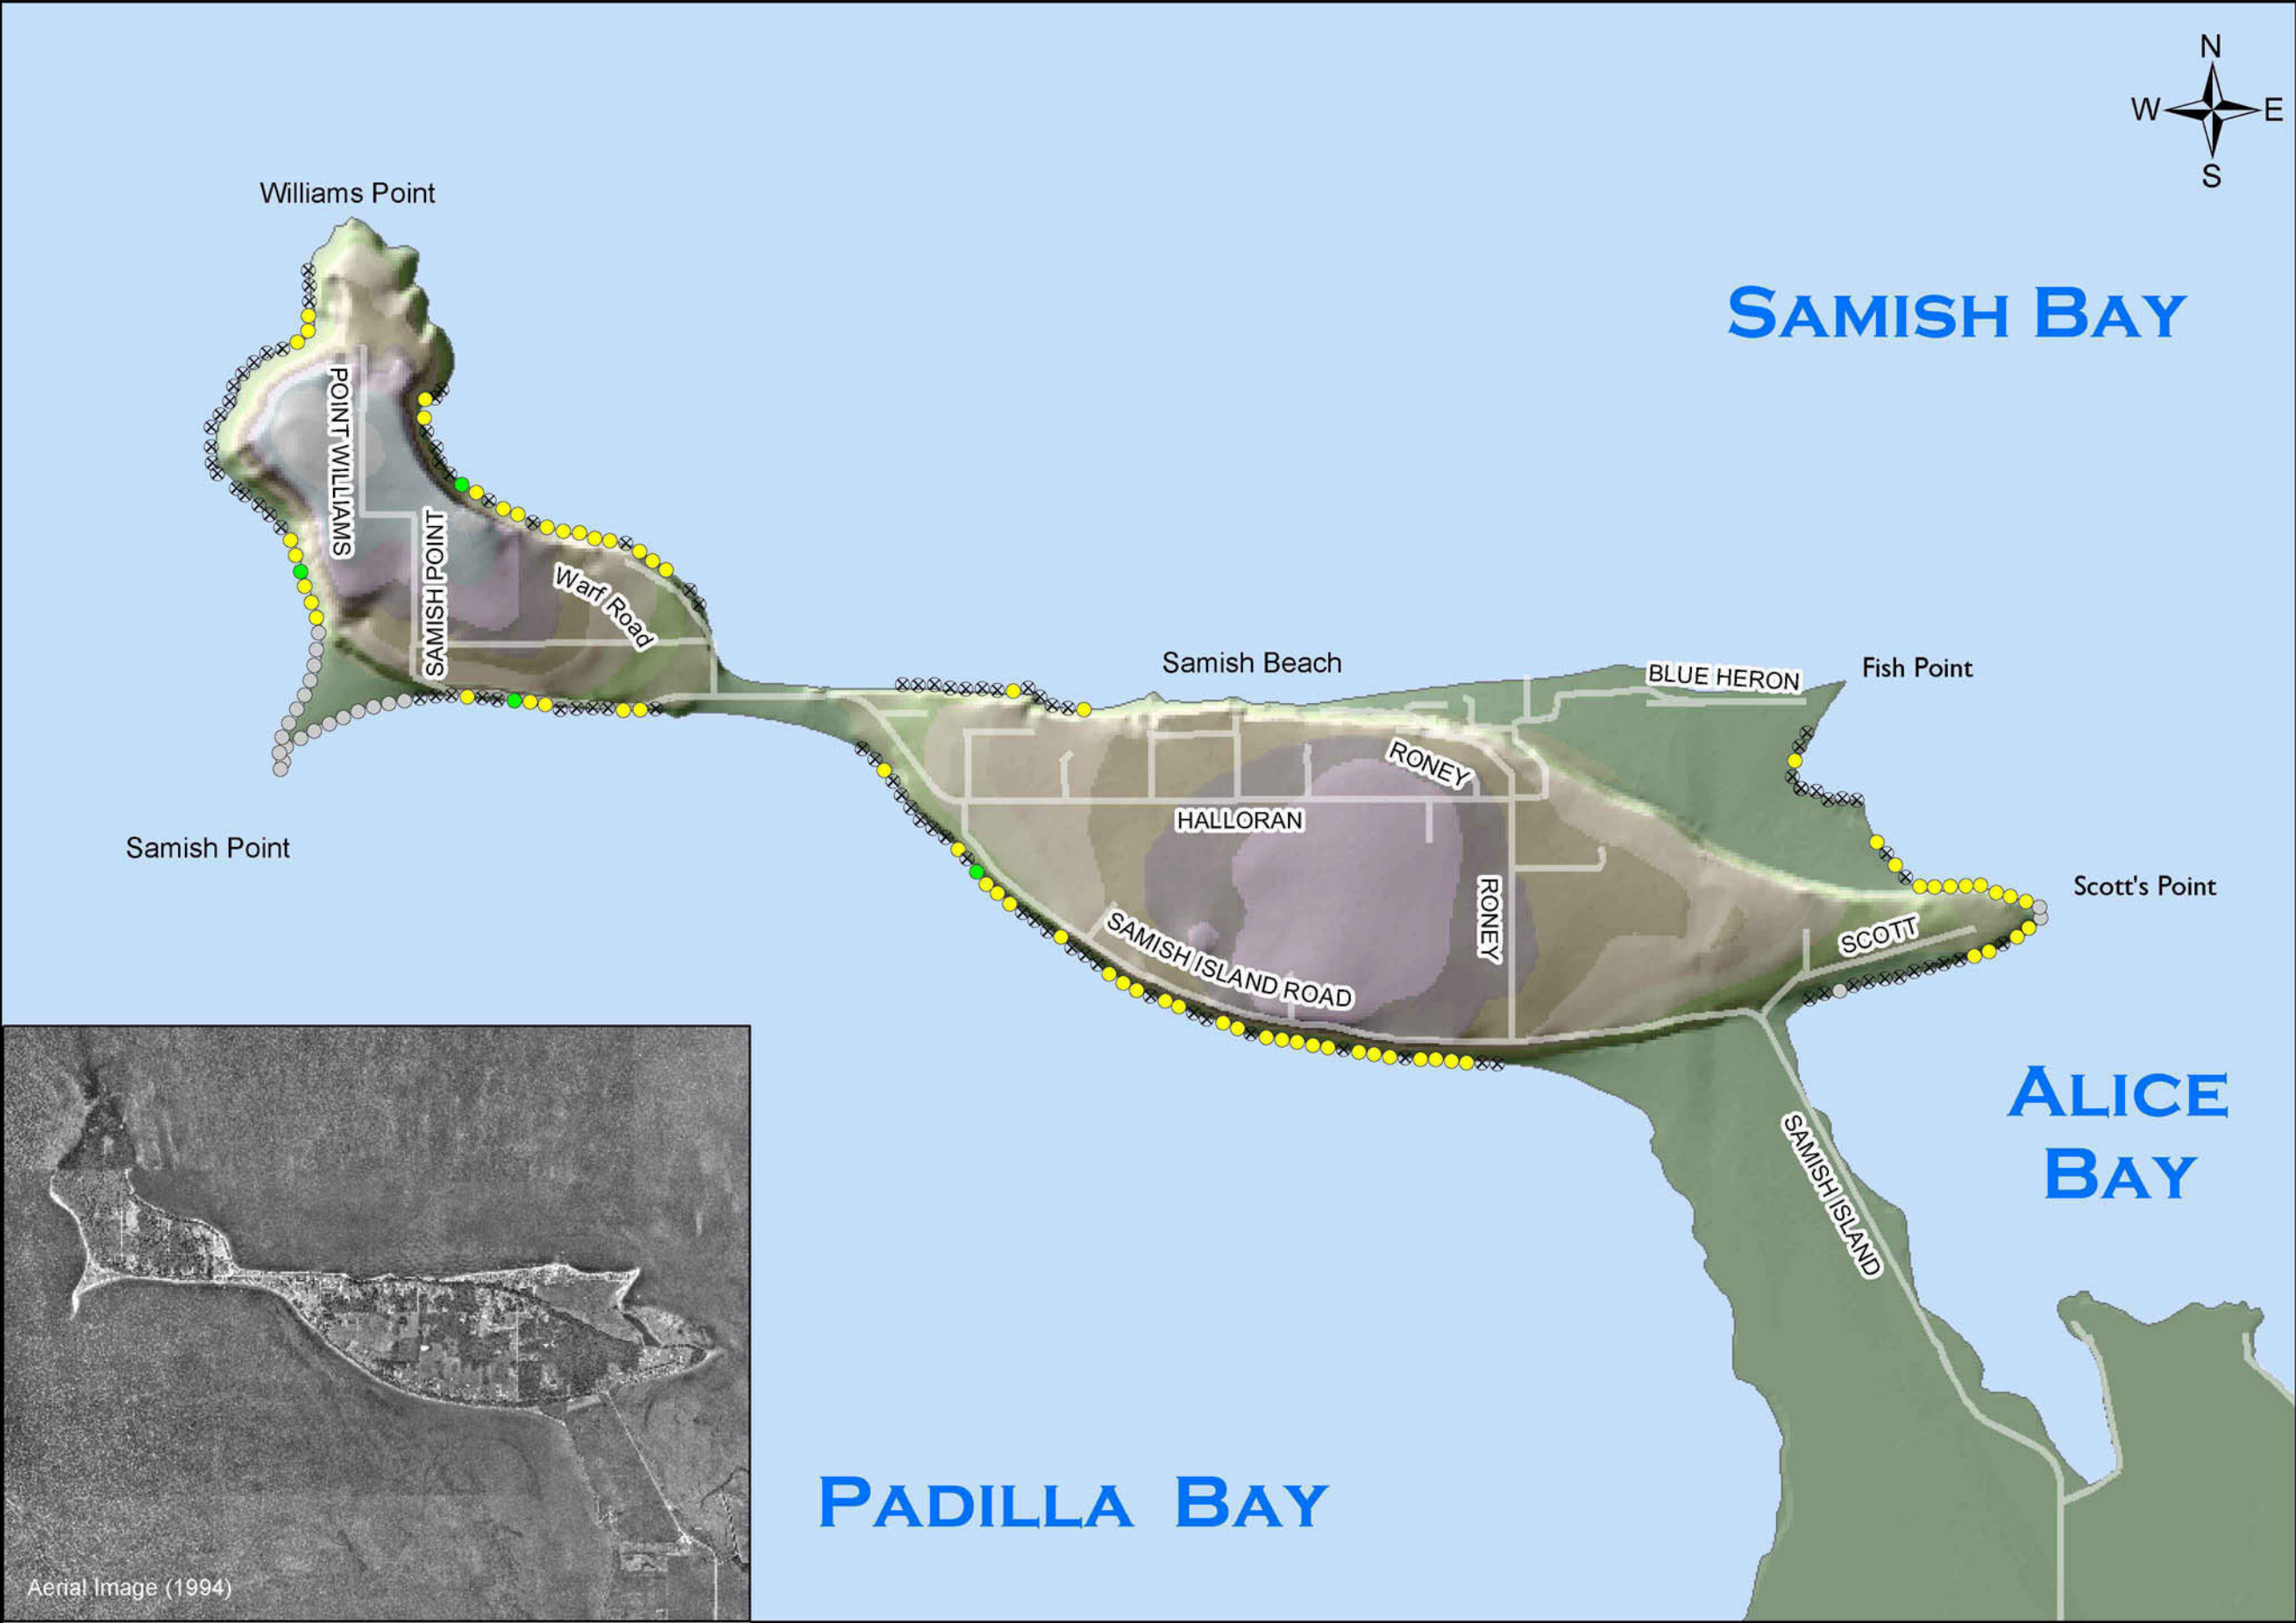 N
W E
S
Williams Point
SAMISH BAY
POINT WILLIAMS
SAMISH POINT
Warf Road
Samish Beach
BLUE HERON
Fish Point
RONEY
HALLORAN
Samish Point
RONEY
Scott's Point
SCOTT
SAMISH ISLAND ROAD
ALICE
BAY
SAMISH ISLAND
PADILLA BAY
Aerial Image (1994)